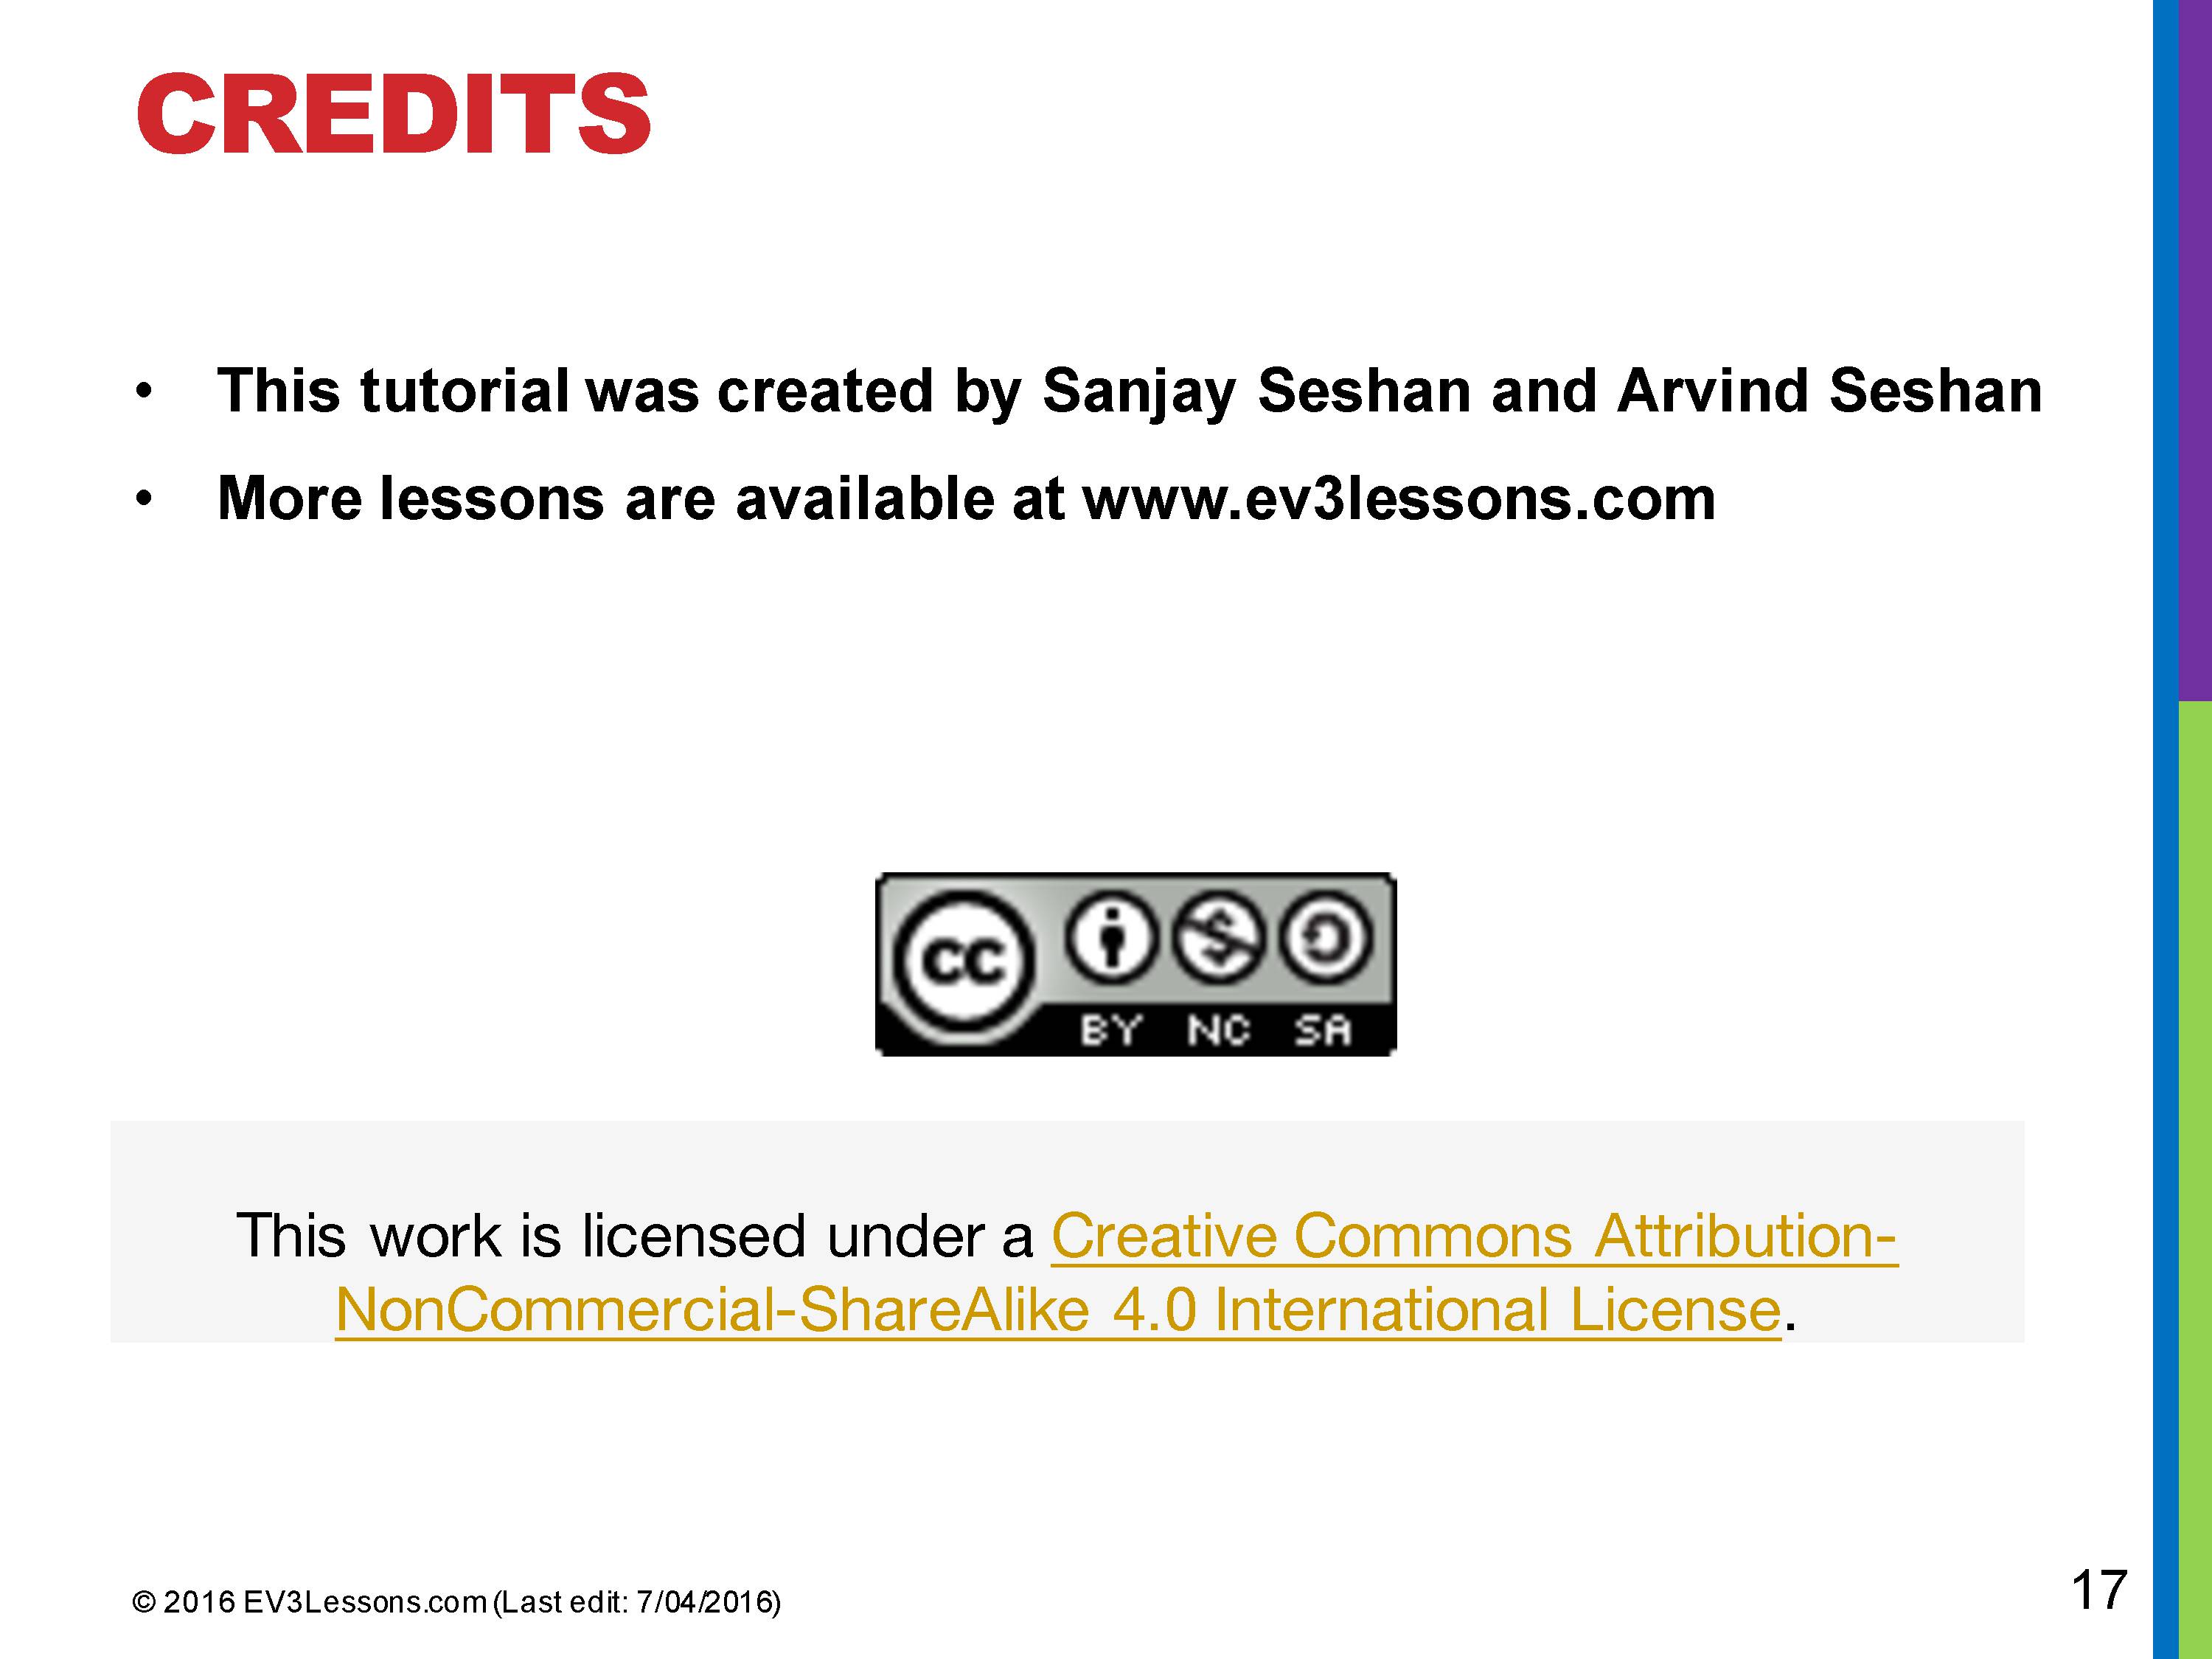 CREDITS
• This tutorial was created by Sanjay Seshan and Arvind Seshan
• More lessons are available at www.ev3lessons.com
cc
BY NC SA
This work is licensed under a Creative Commons Attribution-
NonCommercial-ShareAlike 4.0 International License.
© 2016 EV3Lessons.com (Last edit: 7/04/2016)
17